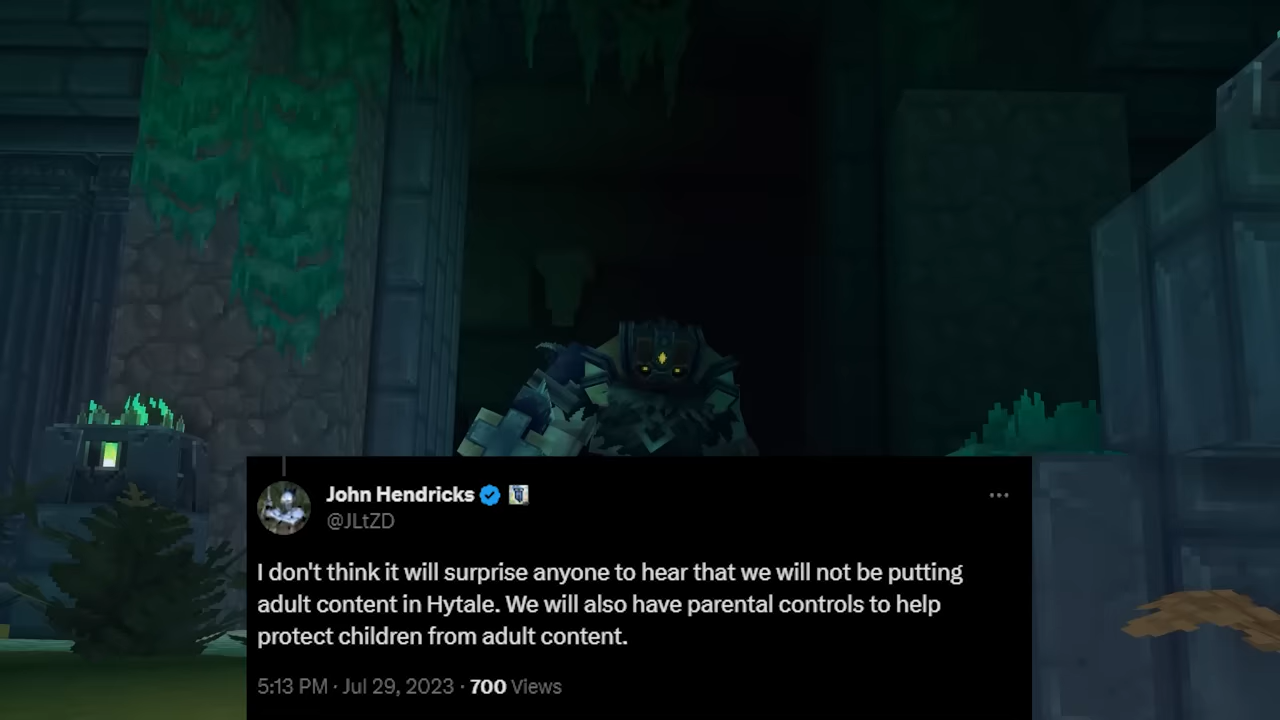 John Hendricks
@JLtZD
I don't think it will surprise anyone to hear that we will not be putting
adult content in Hytale. We will also have parental controls to help
protect children from adult content.
5:13 PM · Jul 29, 2023 · 700 Views